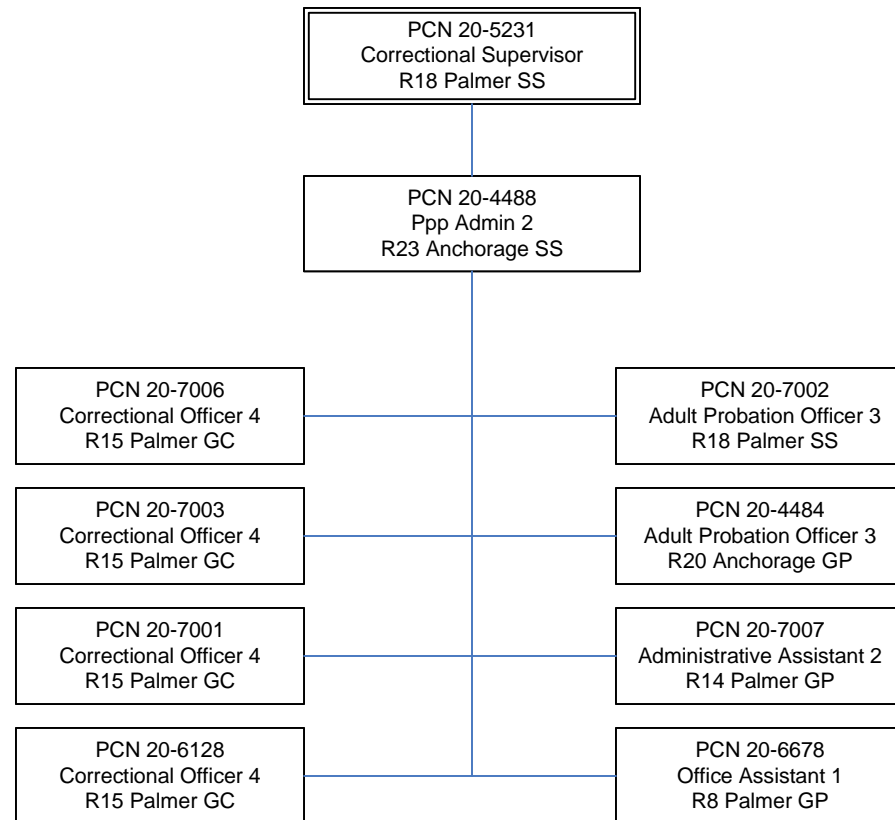 PCN 20-5231
Correctional Supervisor
R18 Palmer SS
PCN 20-4488
Ppp Admin 2
R23 Anchorage SS
PCN 20-7006
Correctional Officer 4
R15 Palmer GC
PCN 20-7002
Adult Probation Officer 3
R18 Palmer SS
PCN 20-7003
Correctional Officer 4
R15 Palmer GC
PCN 20-4484
Adult Probation Officer 3
R20 Anchorage GP
PCN 20-7001
Correctional Officer 4
R15 Palmer GC
PCN 20-7007
Administrative Assistant 2
R14 Palmer GP
PCN 20-6128
Correctional Officer 4
R15 Palmer GC
PCN 20-6678
Office Assistant 1
R8 Palmer GP